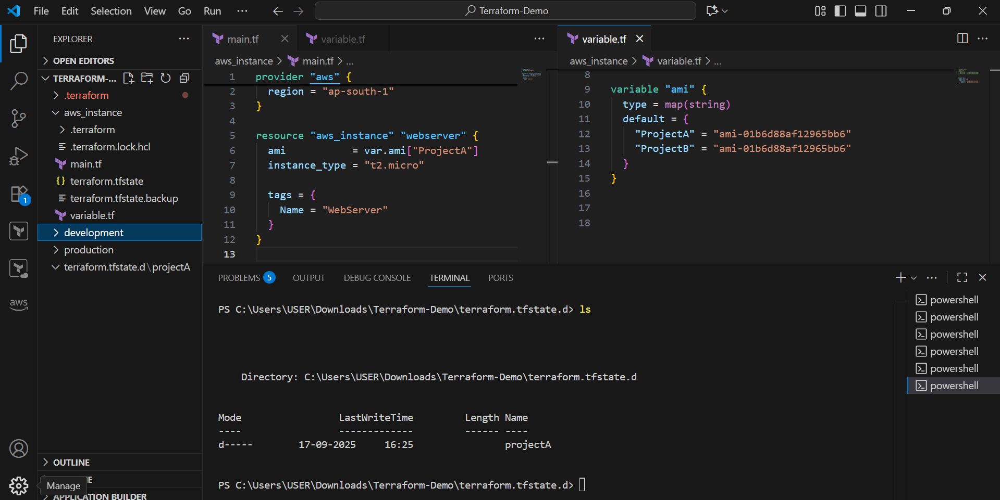 File Edit Selection View Go Run ··· Terraform-Demo
EXPLORER ···
OPEN EDITORS
TERRAFORM-...
.terraform
aws_instance
.terraform
.terraform.lock.hcl
main.tf
{} terraform.tfstate
terraform.tfstate.backup
variable.tf
development
production
terraform.tfstate.d\projectA
OUTLINE
NE
APPLICATION BUILDER
Manage
1
aws
main.tf variable.tf ···
aws_instance > main.tf > ...
1 provider "aws" {
2 region = "ap-south-1"
3 }
4
5 resource "aws_instance" "webserver" {
6 ami = var.ami["ProjectA"]
7 instance_type = "t2.micro"
8
9 tags = {
10 Name = "WebServer"
11 }
12 }
13
variable.tf ···
aws_instance > variable.tf > ...
8
9 variable "ami" {
10 type = map(string)
11 default = {
12 "ProjectA" = "ami-01b6d88af12965bb6"
13 "ProjectB" = "ami-01b6d88af12965bb6"
14 }
15 }
16
17
18
PROBLEMS 5 OUTPUT DEBUG CONSOLE TERMINAL PORTS ···
PS C:\Users\USER\Downloads\Terraform-Demo\terraform.tfstate.d> ls
Directory: C:\Users\USER\Downloads\Terraform-Demo\terraform.tfstate.d
Mode LastWriteTime Length Name
---- ------------- ------ ----
d----- 17-09-2025 16:25 projectA
PS C:\Users\USER\Downloads\Terraform-Demo\terraform.tfstate.d>
powershell
powershell
powershell
powershell
powershell
powershell